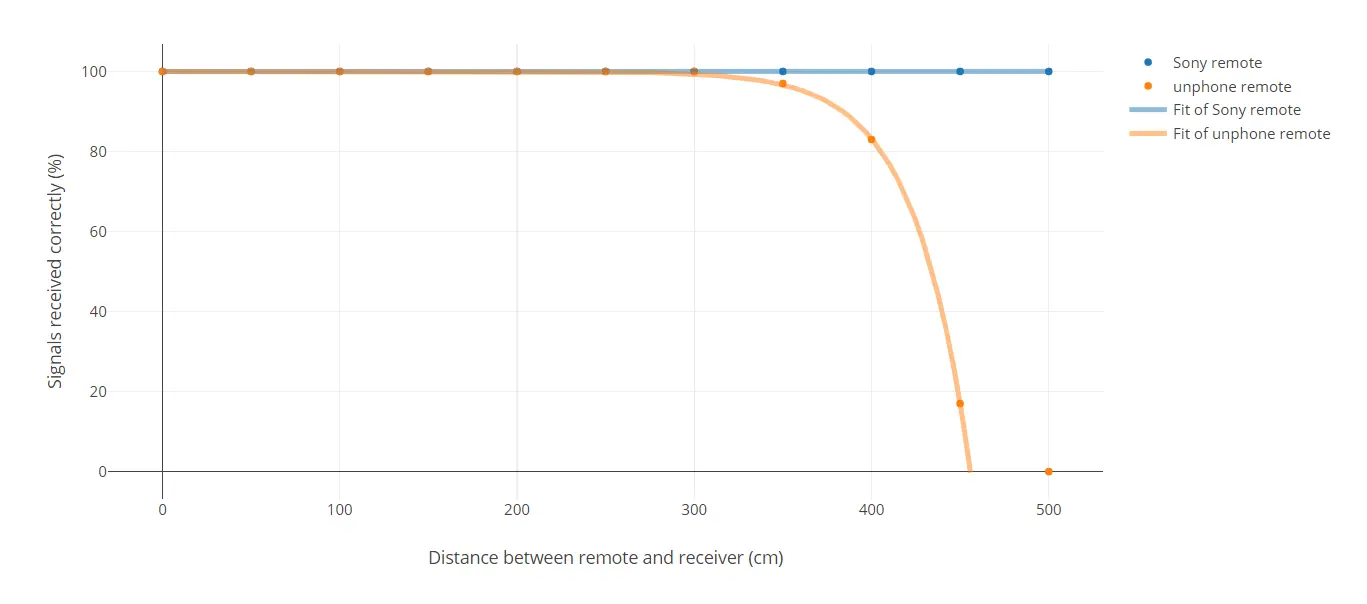 100
80
60
40
20
0
Signals received correctly (%)
0 100 200 300 400 500
Distance between remote and receiver (cm)
Sony remote
unphone remote
Fit of Sony remote
Fit of unphone remote